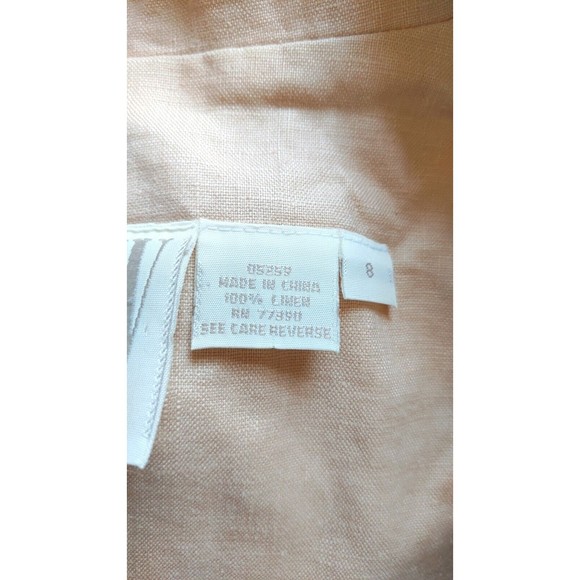 05259
MADE IN CHINA
100% LINEN
RN 77390
SEE CARE REVERSE
8